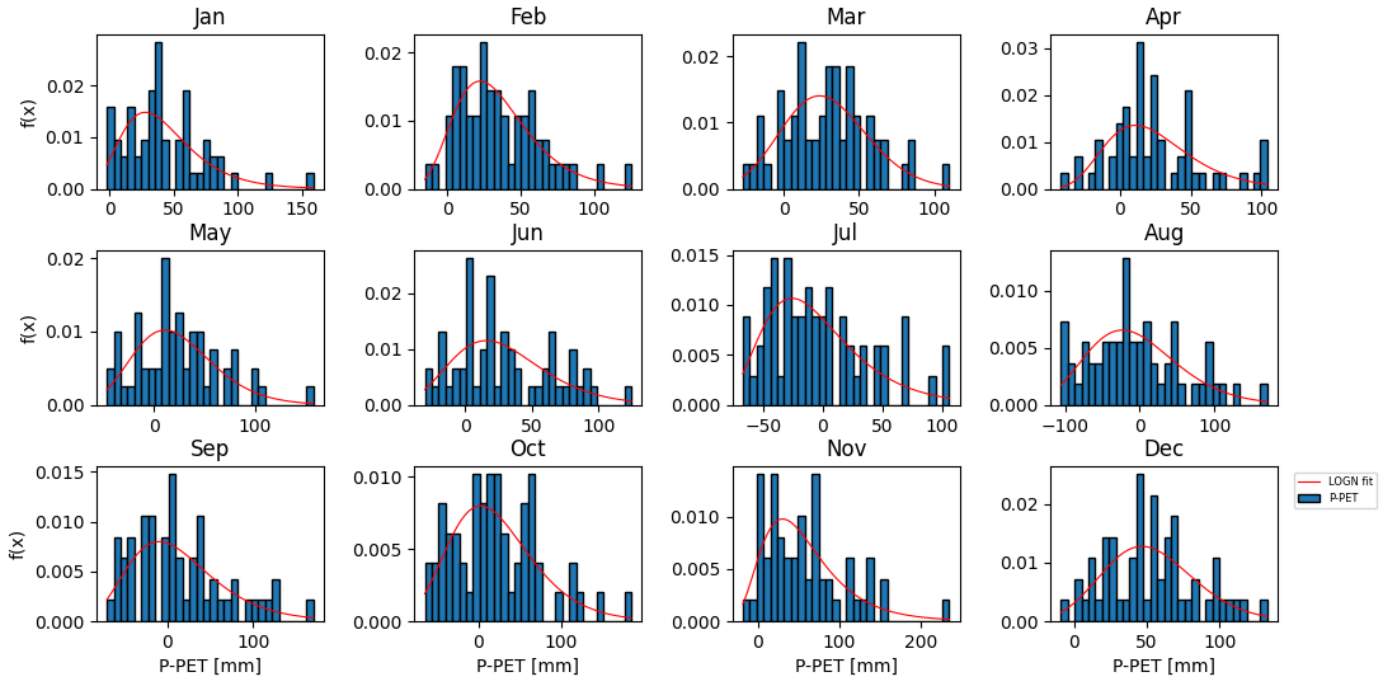 Jan
Feb
Mar
Apr
f(x)
0.02
0.01
0.00
0 50 100 150
0.02
0.01
0.00
0 50 100
0.02
0.01
0.00
0 50 100
0.03
0.02
0.01
0.00
0 50 100
May
Jun
Jul
Aug
f(x)
0.02
0.01
0.00
0 100
0.02
0.01
0.00
0 50 100
0.015
0.010
0.005
0.000
−50 0 50 100
0.010
0.005
0.000
−100 0 100
Sep
Oct
Nov
Dec
f(x)
0.015
0.010
0.005
0.000
0 100
P-PET [mm]
0.010
0.005
0.000
0 100
P-PET [mm]
0.010
0.005
0.000
0 100 200
P-PET [mm]
0.02
0.01
0.00
0 50 100
P-PET [mm]
LOGN fit
P-PET